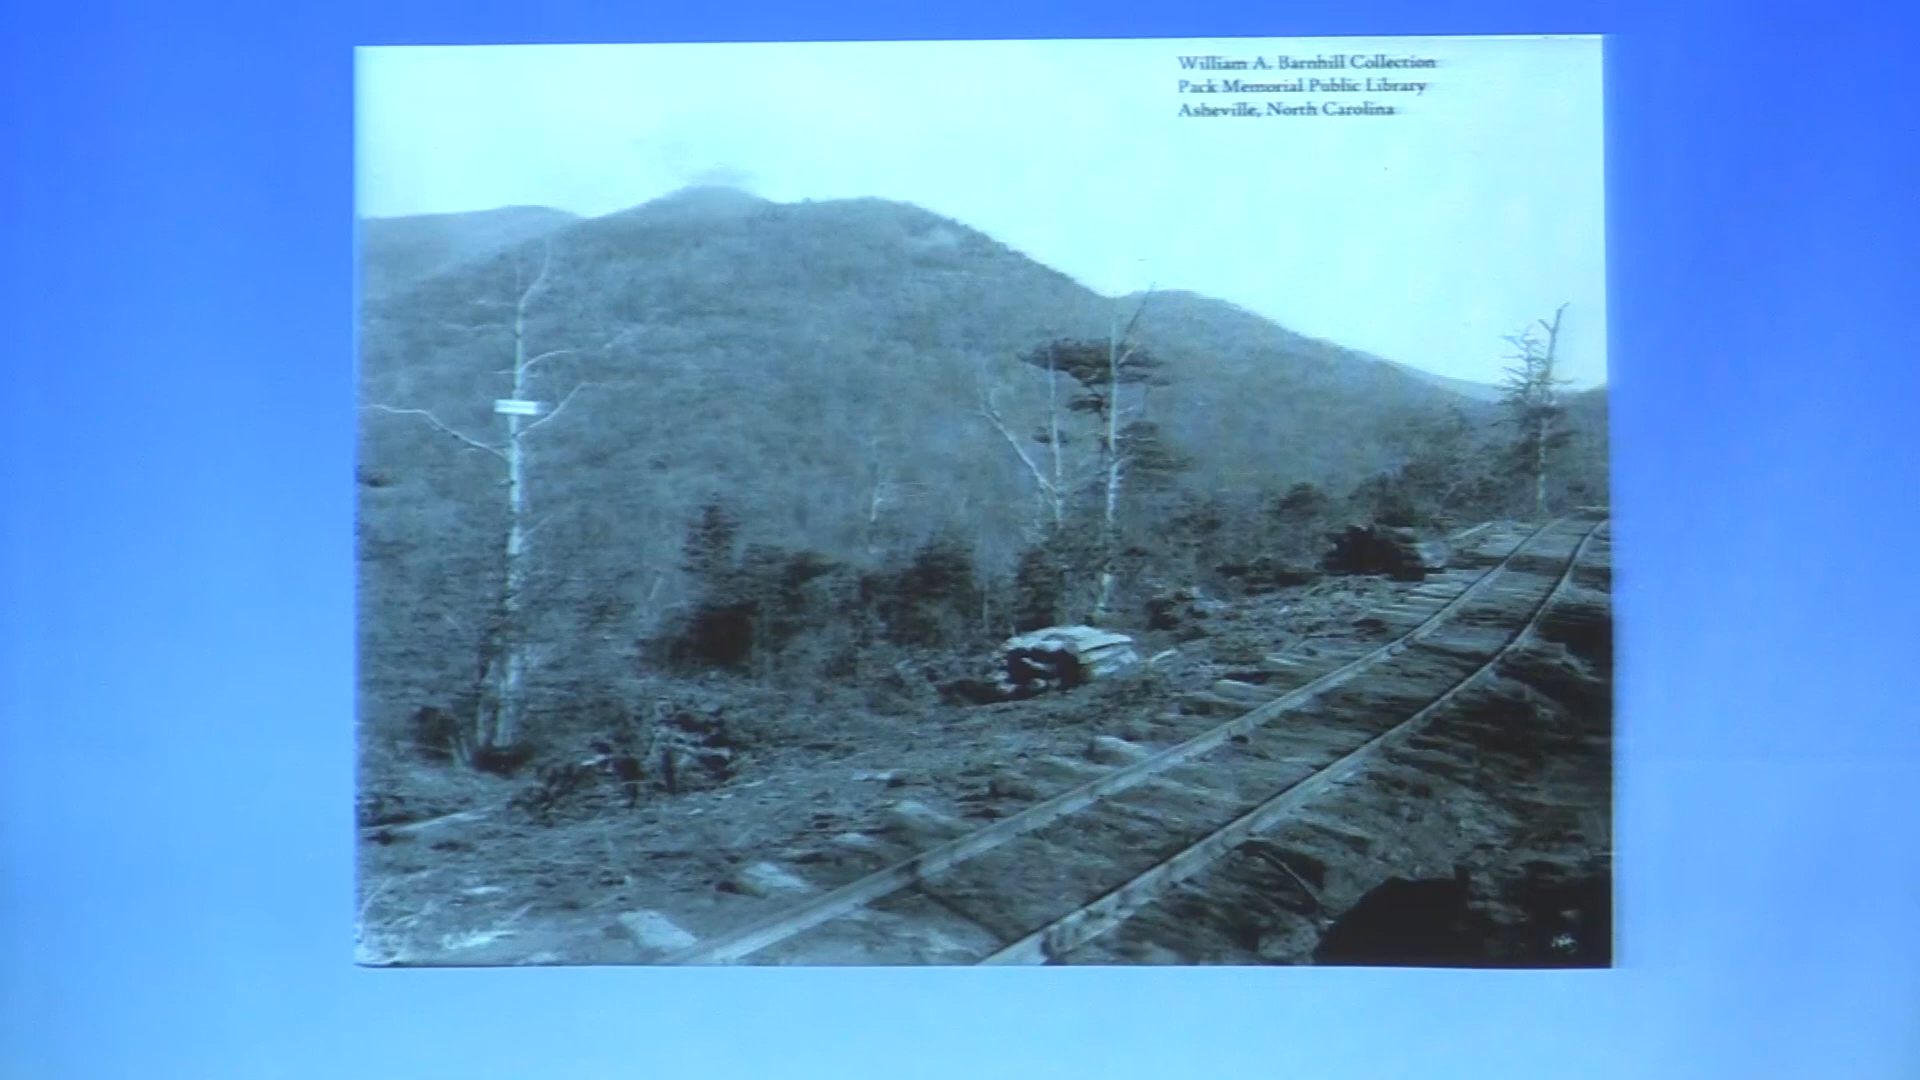 William A. Barnhill Collection
Pack Memorial Public Library
Asheville, North Carolina